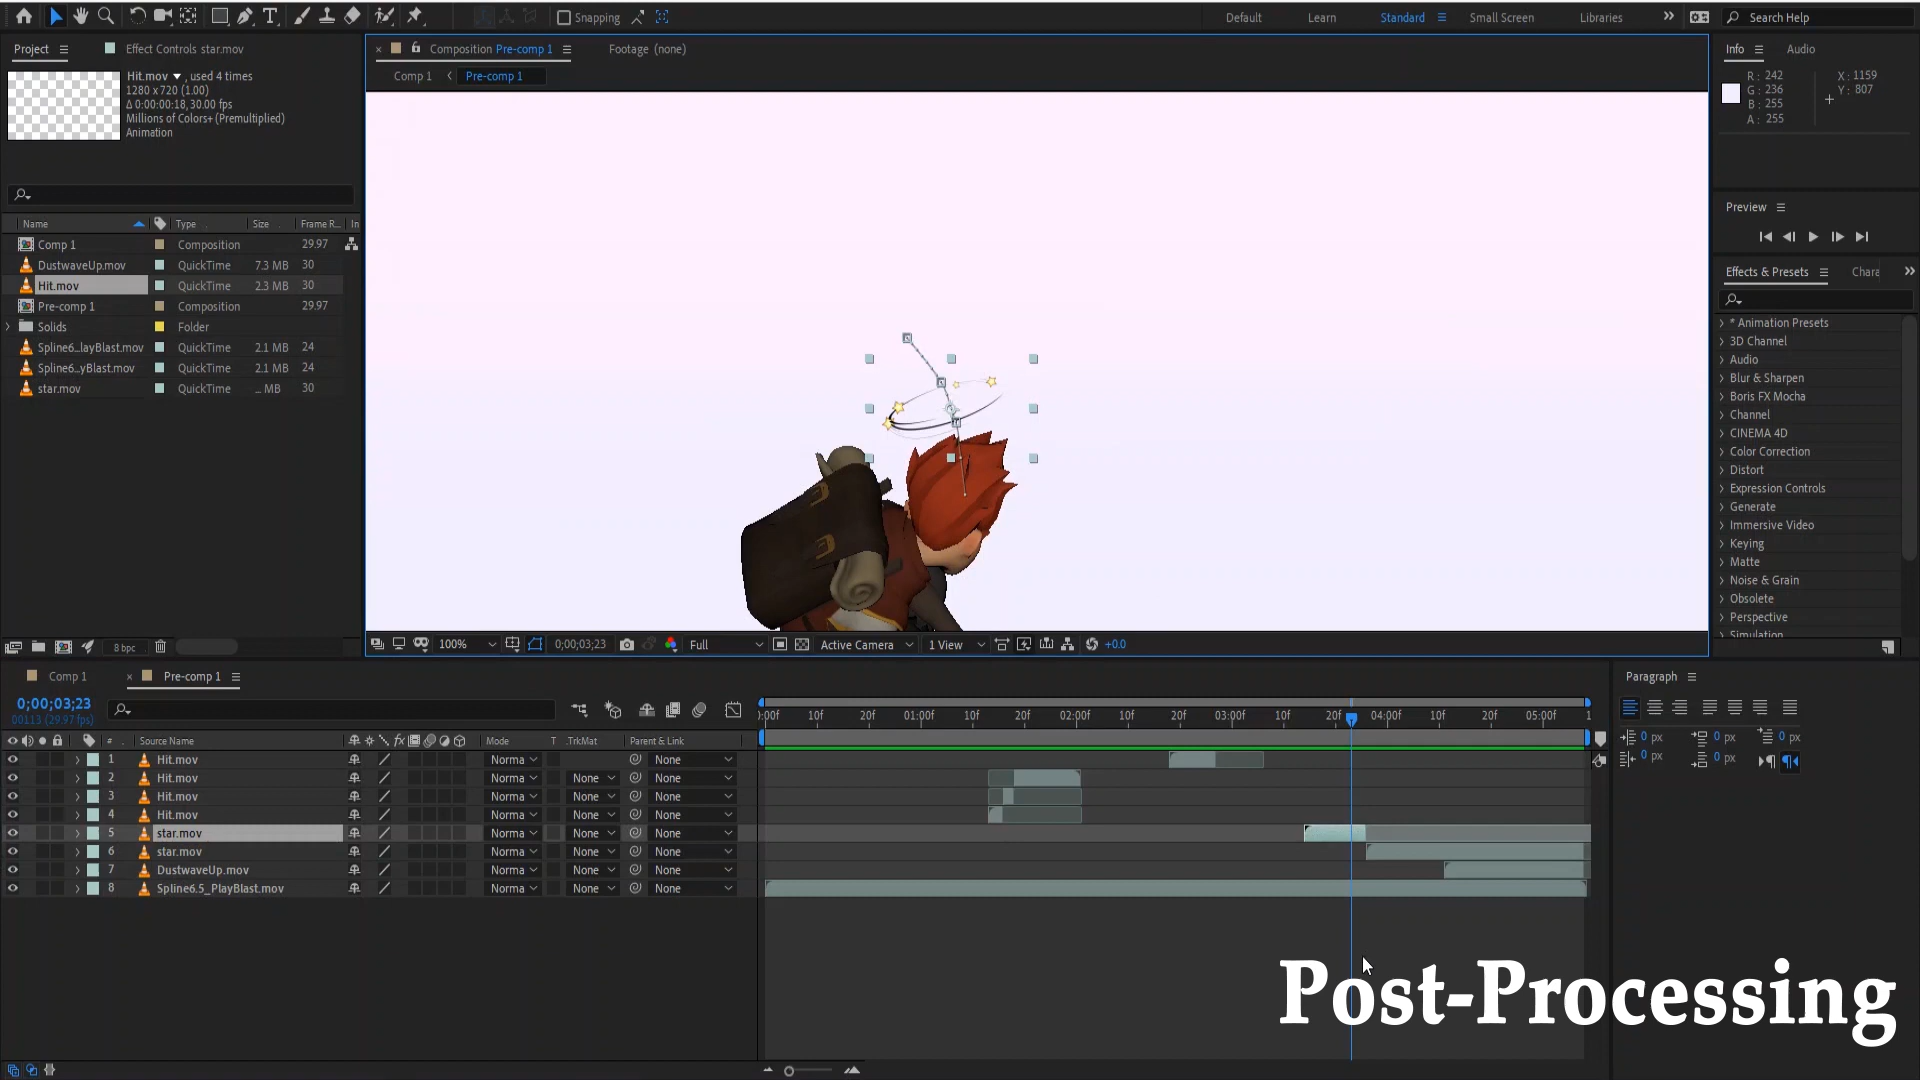 Snapping
Default
Learn
Standard
Small Screen
Libraries
Search Help
Project
Effect Controls star.mov
Composition Pre-comp 1
Footage (none)
Info
Audio
Comp 1
Pre-comp 1
Hit.mov , used 4 times
1280 x 720 (1.00)
Δ 0:00:00:18, 30.00 fps
Millions of Colors+ (Premultiplied)
Animation
R: 242
G: 236
B: 255
A: 255
X: 1159
Y: 807
Preview
Name Type Size Frame R... In
Comp 1 Composition 29.97
DustwaveUp.mov QuickTime 7.3 MB 30
Hit.mov QuickTime 2.3 MB 30
Pre-comp 1 Composition 29.97
Solids Folder
Spline6...layBlast.mov QuickTime 2.1 MB 24
Spline6...yBlast.mov QuickTime 2.1 MB 24
star.mov QuickTime ... MB 30
Effects & Presets
Chara
* Animation Presets
3D Channel
Audio
Blur & Sharpen
Boris FX Mocha
Channel
CINEMA 4D
Color Correction
Distort
Expression Controls
Generate
Immersive Video
Keying
Matte
Noise & Grain
Obsolete
Perspective
Simulation
8 bpc
100%
0;00;03;23
Full
Active Camera
1 View
+0.0
Comp 1
Pre-comp 1
Paragraph
0;00;03;23
00113 (29.97 fps)
:00f 10f 20f 01:00f 10f 20f 02:00f 10f 20f 03:00f 10f 20f 04:00f 10f 20f 05:00f 1
# Source Name fx Mode T .TrkMat Parent & Link
1 Hit.mov Norma None
2 Hit.mov Norma None None
3 Hit.mov Norma None None
4 Hit.mov Norma None None
5 star.mov Norma None None
6 star.mov Norma None None
7 DustwaveUp.mov Norma None None
8 Spline6.5_PlayBlast.mov Norma None None
0 px 0 px 0 px
0 px 0 px
Post-Processing